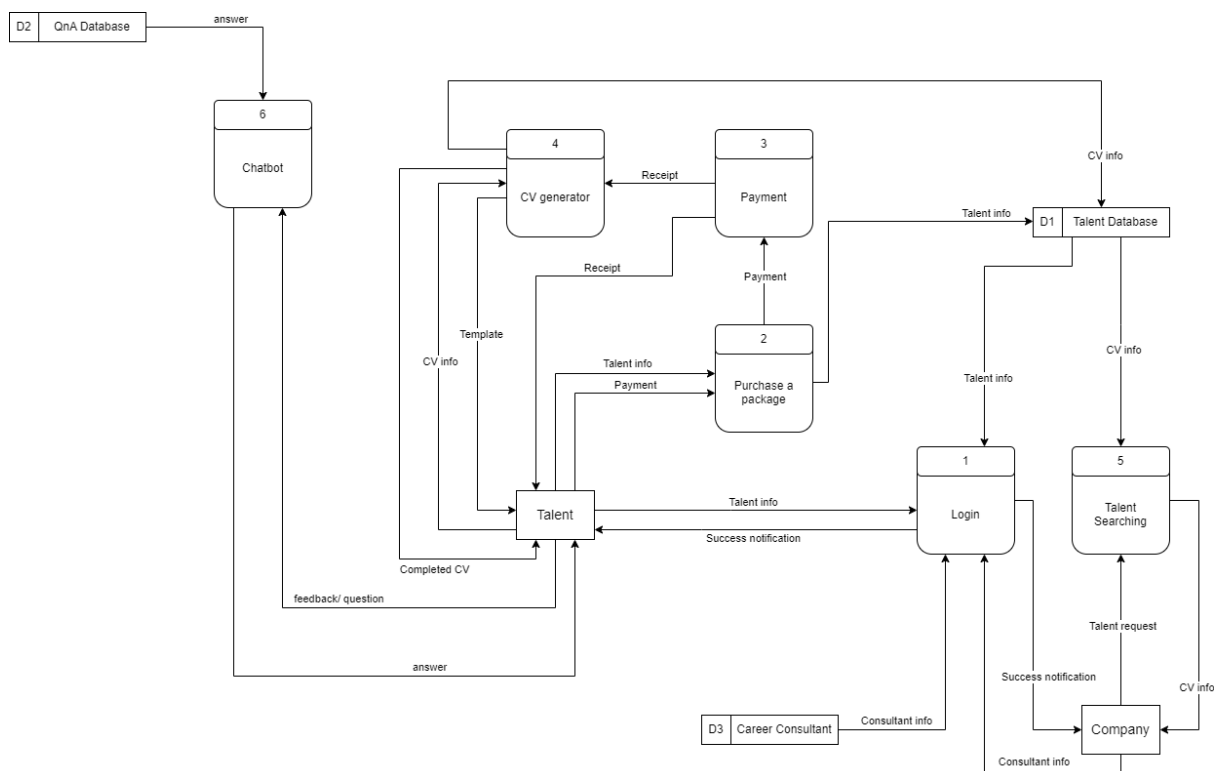 answer
D2 QnA Database
6
Chatbot
4
CV generator
3
Payment
CV info
Receipt
Talent info
D1 Talent Database
Receipt
Payment
Template
CV info
2
Purchase a
package
Talent info
Payment
CV info
Talent info
1
Login
5
Talent
Searching
Talent
Talent info
Success notification
Completed CV
feedback/ question
Talent request
answer
Success notification
CV info
D3 Career Consultant
Consultant info
Company
Consultant info